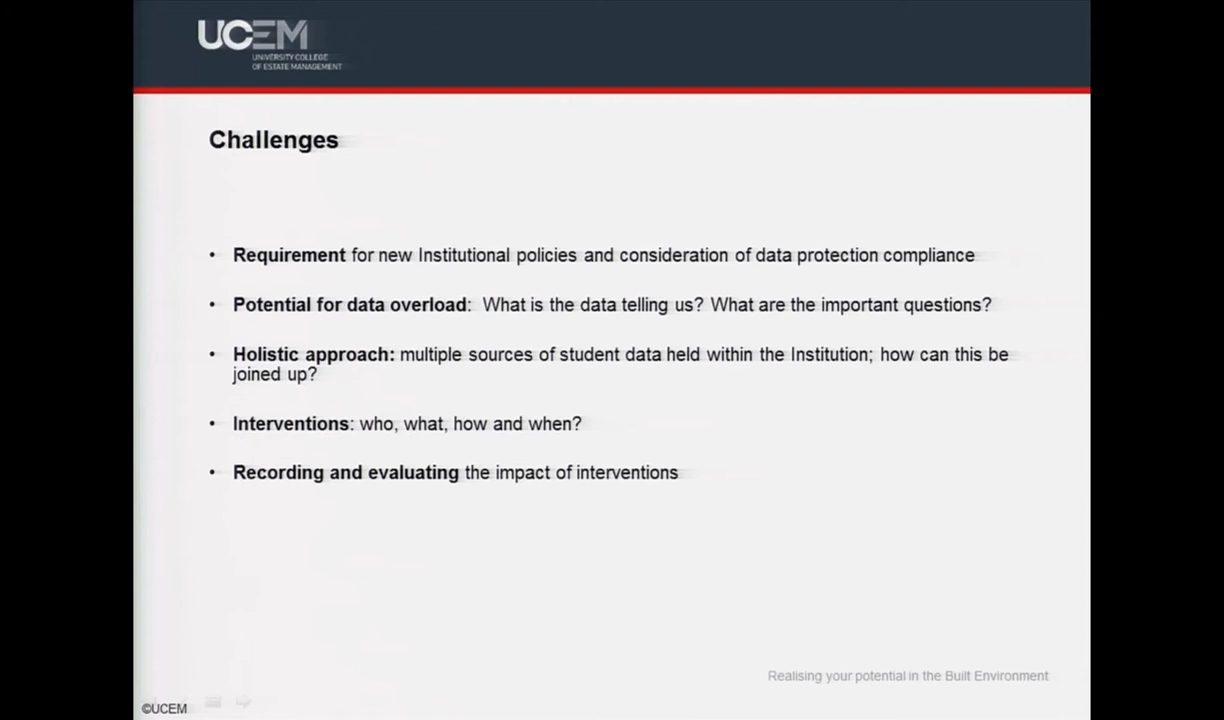 UCEM
UNIVERSITY COLLEGE
OF ESTATE MANAGEMENT
Challenges
• Requirement for new Institutional policies and consideration of data protection compliance
• Potential for data overload: What is the data telling us? What are the important questions?
• Holistic approach: multiple sources of student data held within the Institution; how can this be
joined up?
• Interventions: who, what, how and when?
• Recording and evaluating the impact of interventions
Realising your potential in the Built Environment
©UCEM